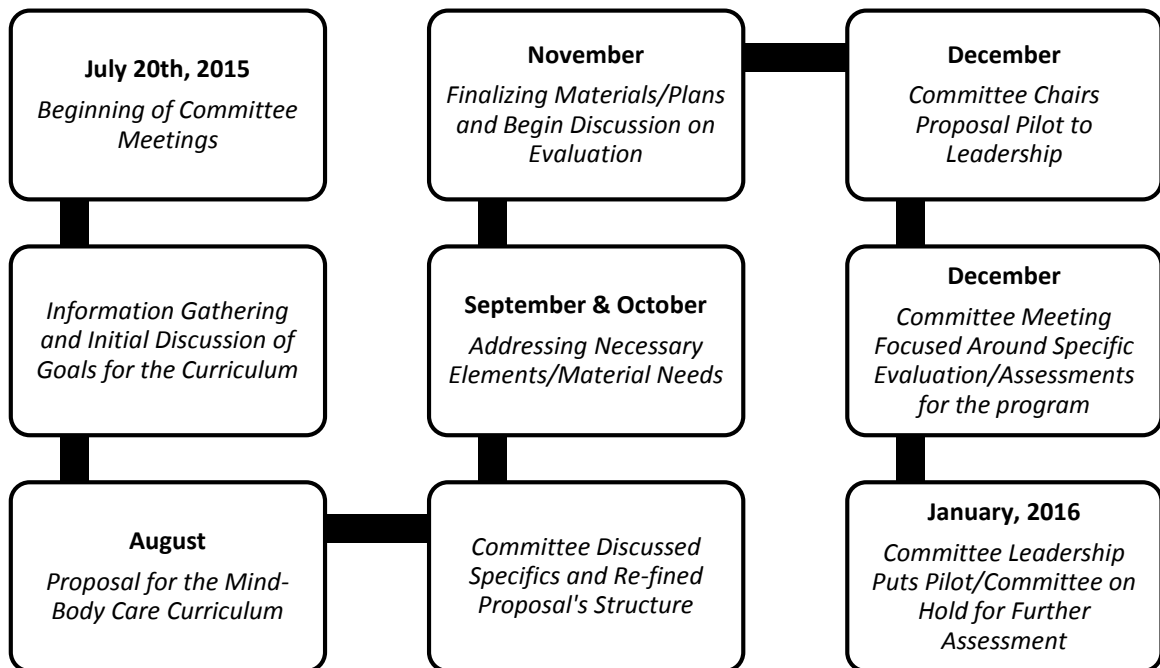 July 20th, 2015
Beginning of Committee
Meetings
Information Gathering
and Initial Discussion of
Goals for the Curriculum
August
Proposal for the Mind-
Body Care Curriculum
Committee Discussed
Specifics and Re-fined
Proposal's Structure
September & October
Addressing Necessary
Elements/Material Needs
November
Finalizing Materials/Plans
and Begin Discussion on
Evaluation
December
Committee Chairs
Proposal Pilot to
Leadership
December
Committee Meeting
Focused Around Specific
Evaluation/Assessments
for the program
January, 2016
Committee Leadership
Puts Pilot/Committee on
Hold for Further
Assessment